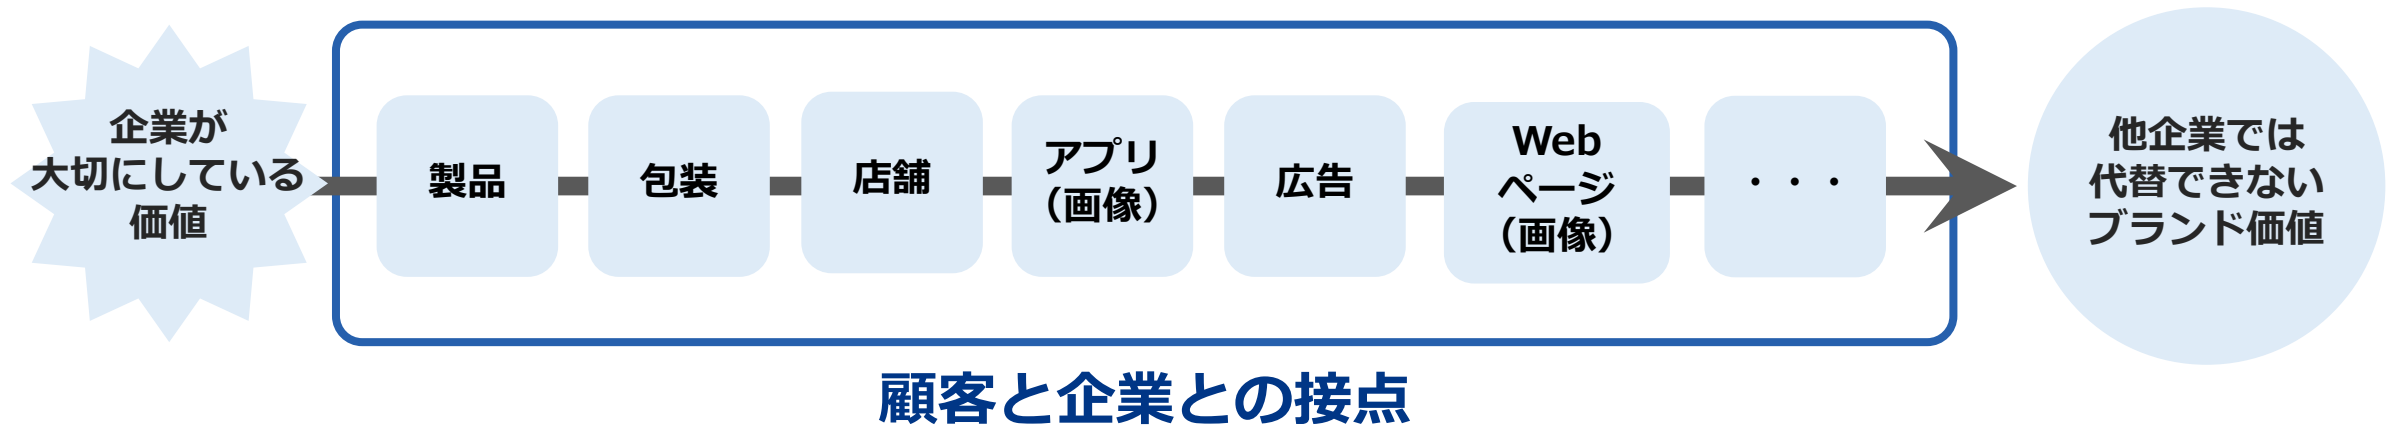 企業が
大切にしている
価値
製品
包装
店舗
アプリ
（画像）
広告
Web
ページ
（画像）
・・・
他企業では
代替できない
ブランド価値
顧客と企業との接点